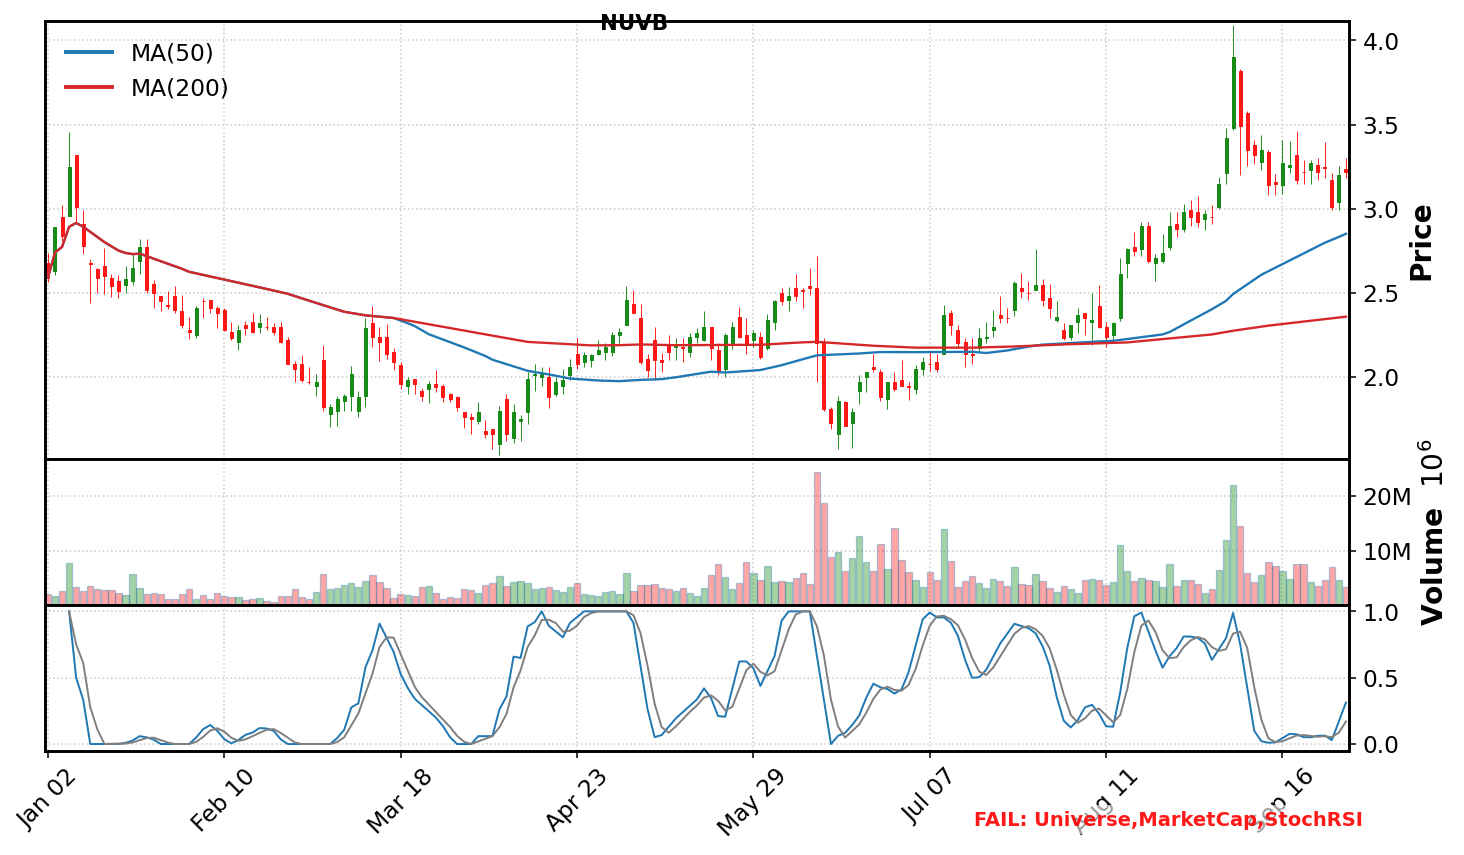 NUVB
MA(50)
MA(200)
4.0
3.5
3.0
2.5
2.0
Price
10^6
20M
10M
Volume
1.0
0.5
0.0
Jan 02
Feb 10
Mar 18
Apr 23
May 29
Jul 07
Aug 11
Sep 16
FAIL: Universe,MarketCap,StochRSI